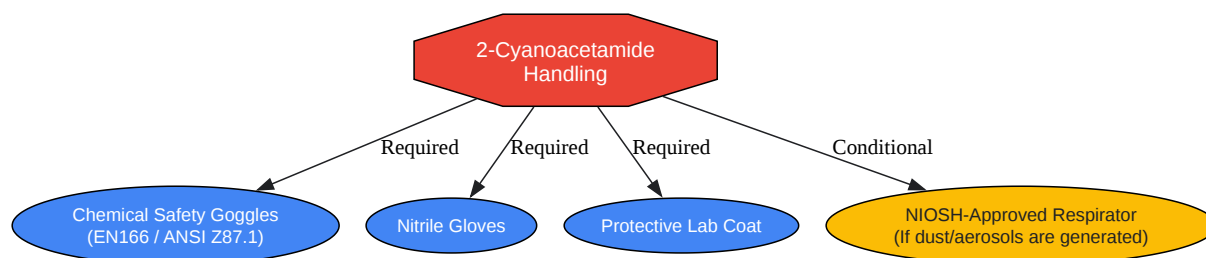 2-Cyanoacetamide
Handling
Required
Required
Required
Conditional
Chemical Safety Goggles
(EN166 / ANSI Z87.1)
Nitrile Gloves
Protective Lab Coat
NIOSH-Approved Respirator
(If dust/aerosols are generated)